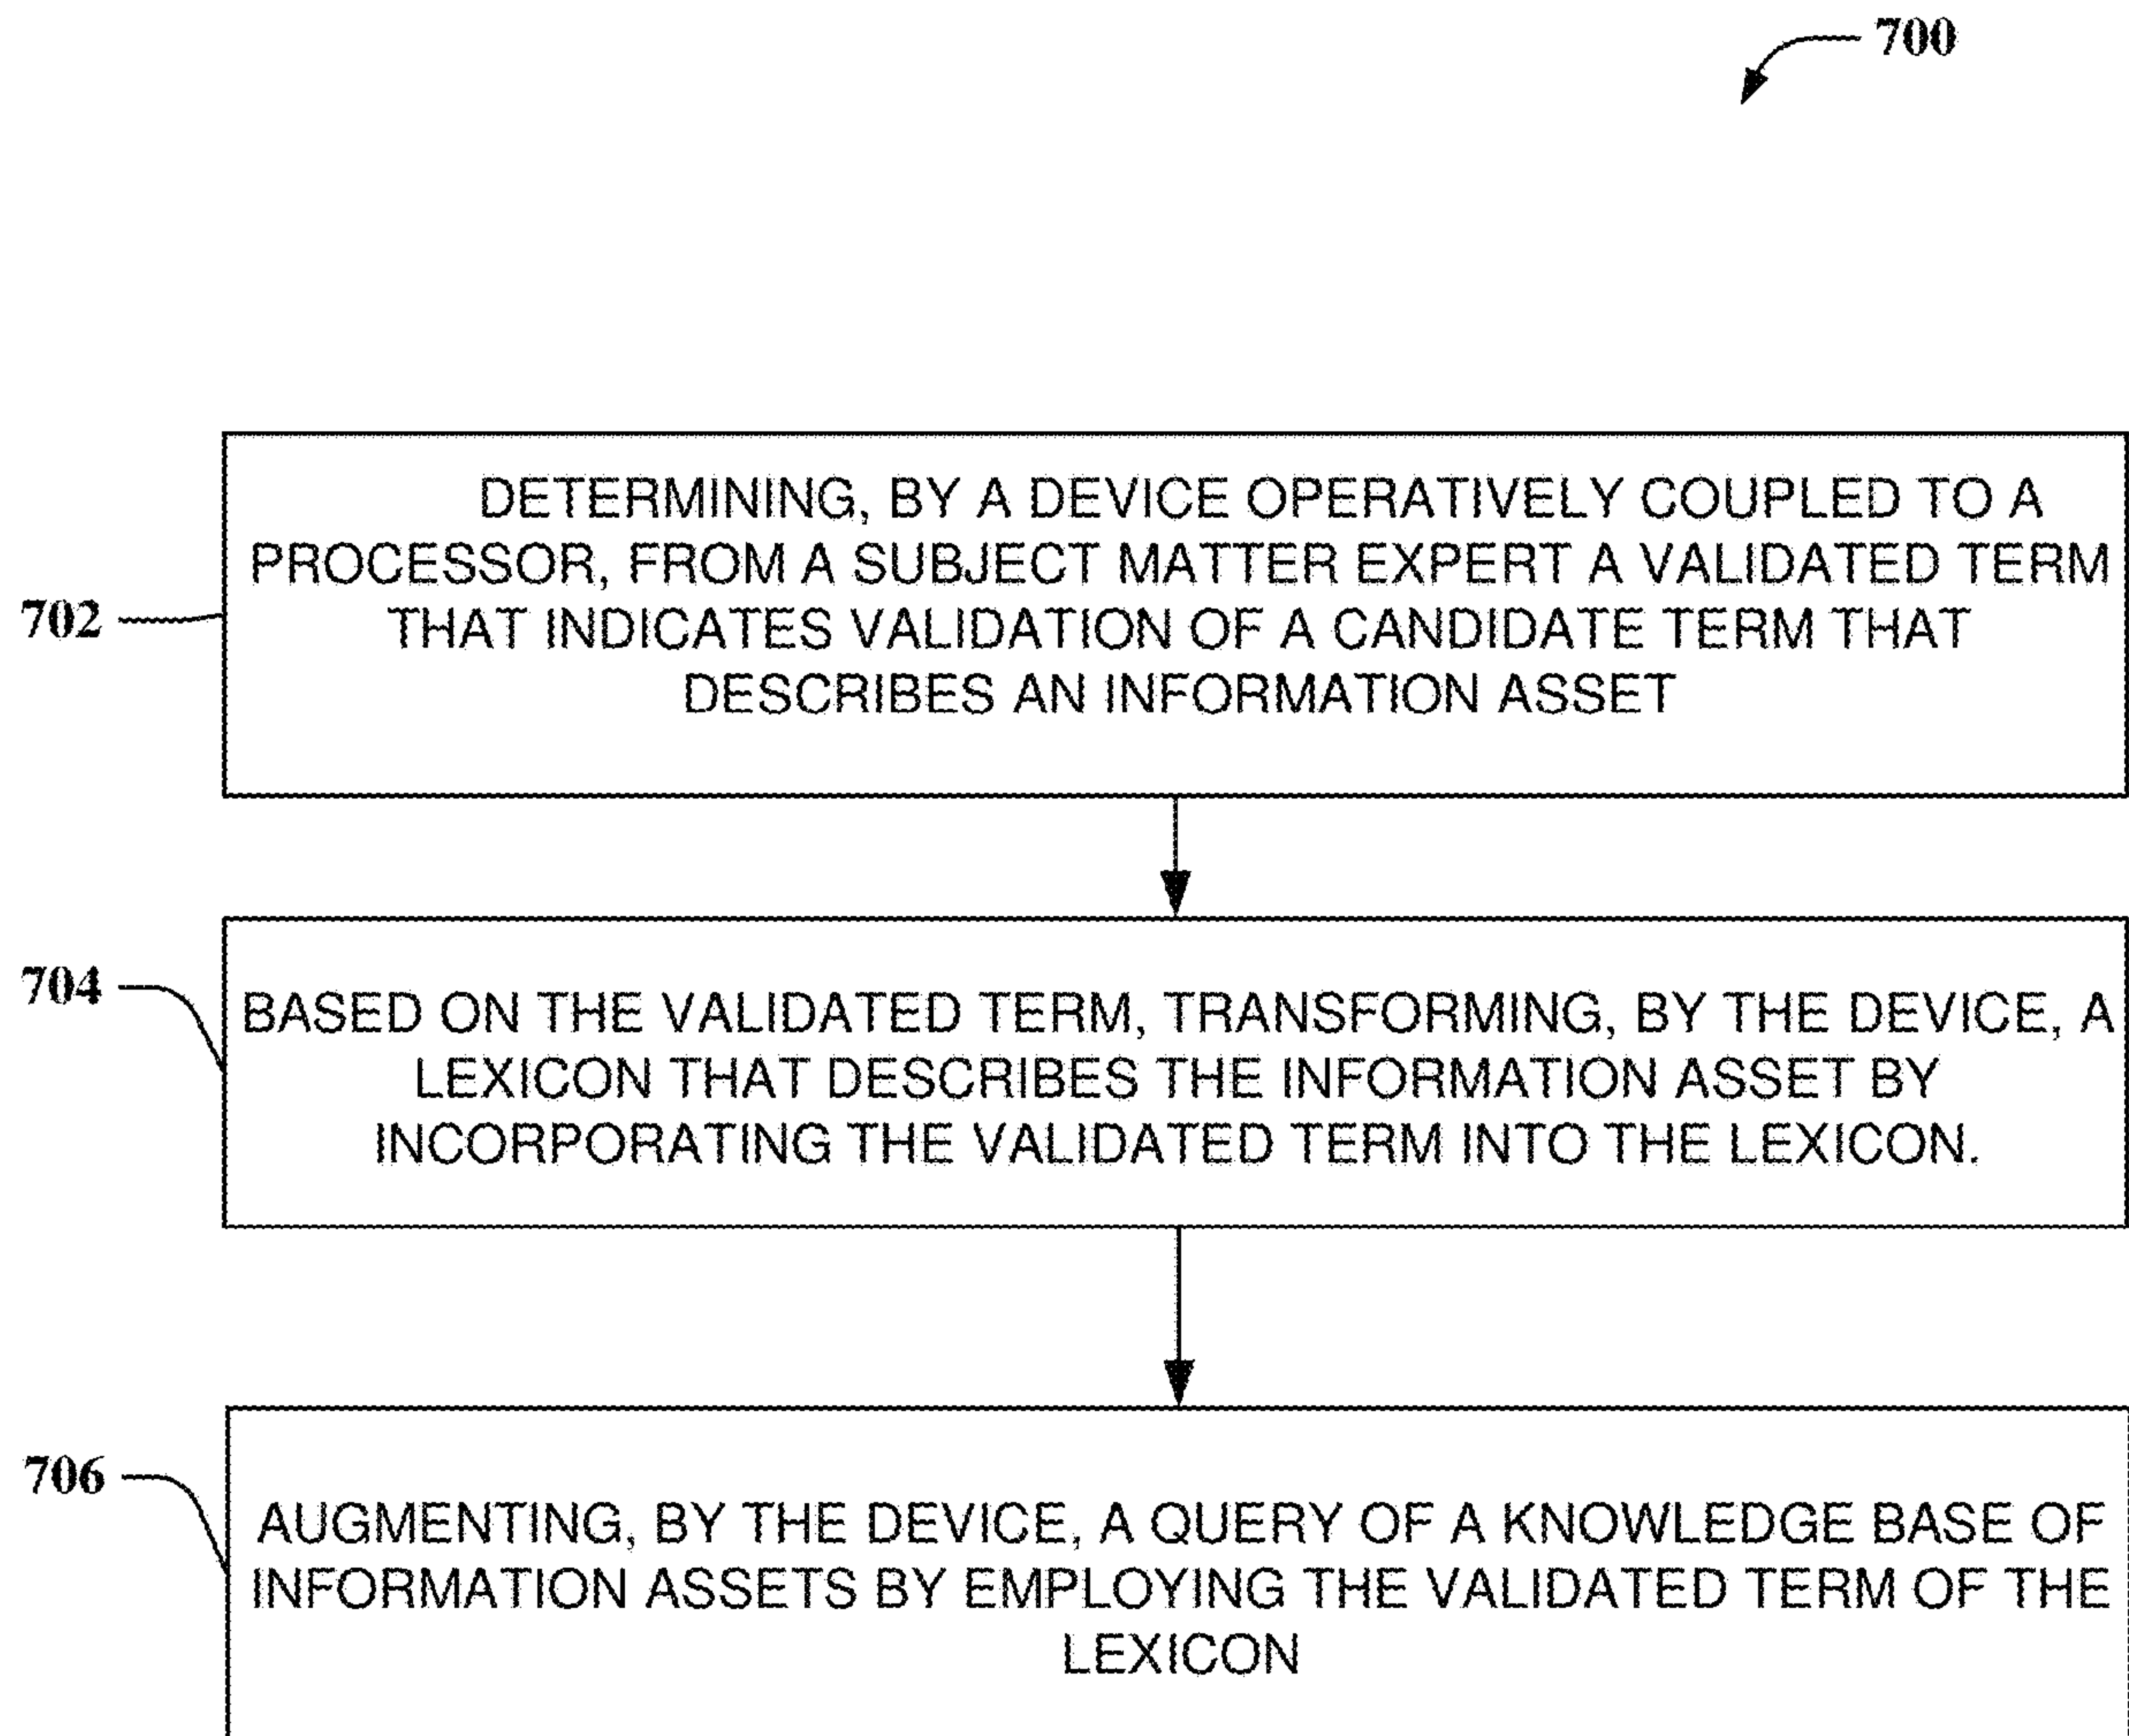 700
DETERMINING, BY A DEVICE OPERATIVELY COUPLED TO A
PROCESSOR, FROM A SUBJECT MATTER EXPERT A VALIDATED TERM
THAT INDICATES VALIDATION OF A CANDIDATE TERM THAT
DESCRIBES AN INFORMATION ASSET
702
BASED ON THE VALIDATED TERM, TRANSFORMING, BY THE DEVICE, A
LEXICON THAT DESCRIBES THE INFORMATION ASSET BY
INCORPORATING THE VALIDATED TERM INTO THE LEXICON.
704
AUGMENTING, BY THE DEVICE, A QUERY OF A KNOWLEDGE BASE OF
INFORMATION ASSETS BY EMPLOYING THE VALIDATED TERM OF THE
LEXICON
706